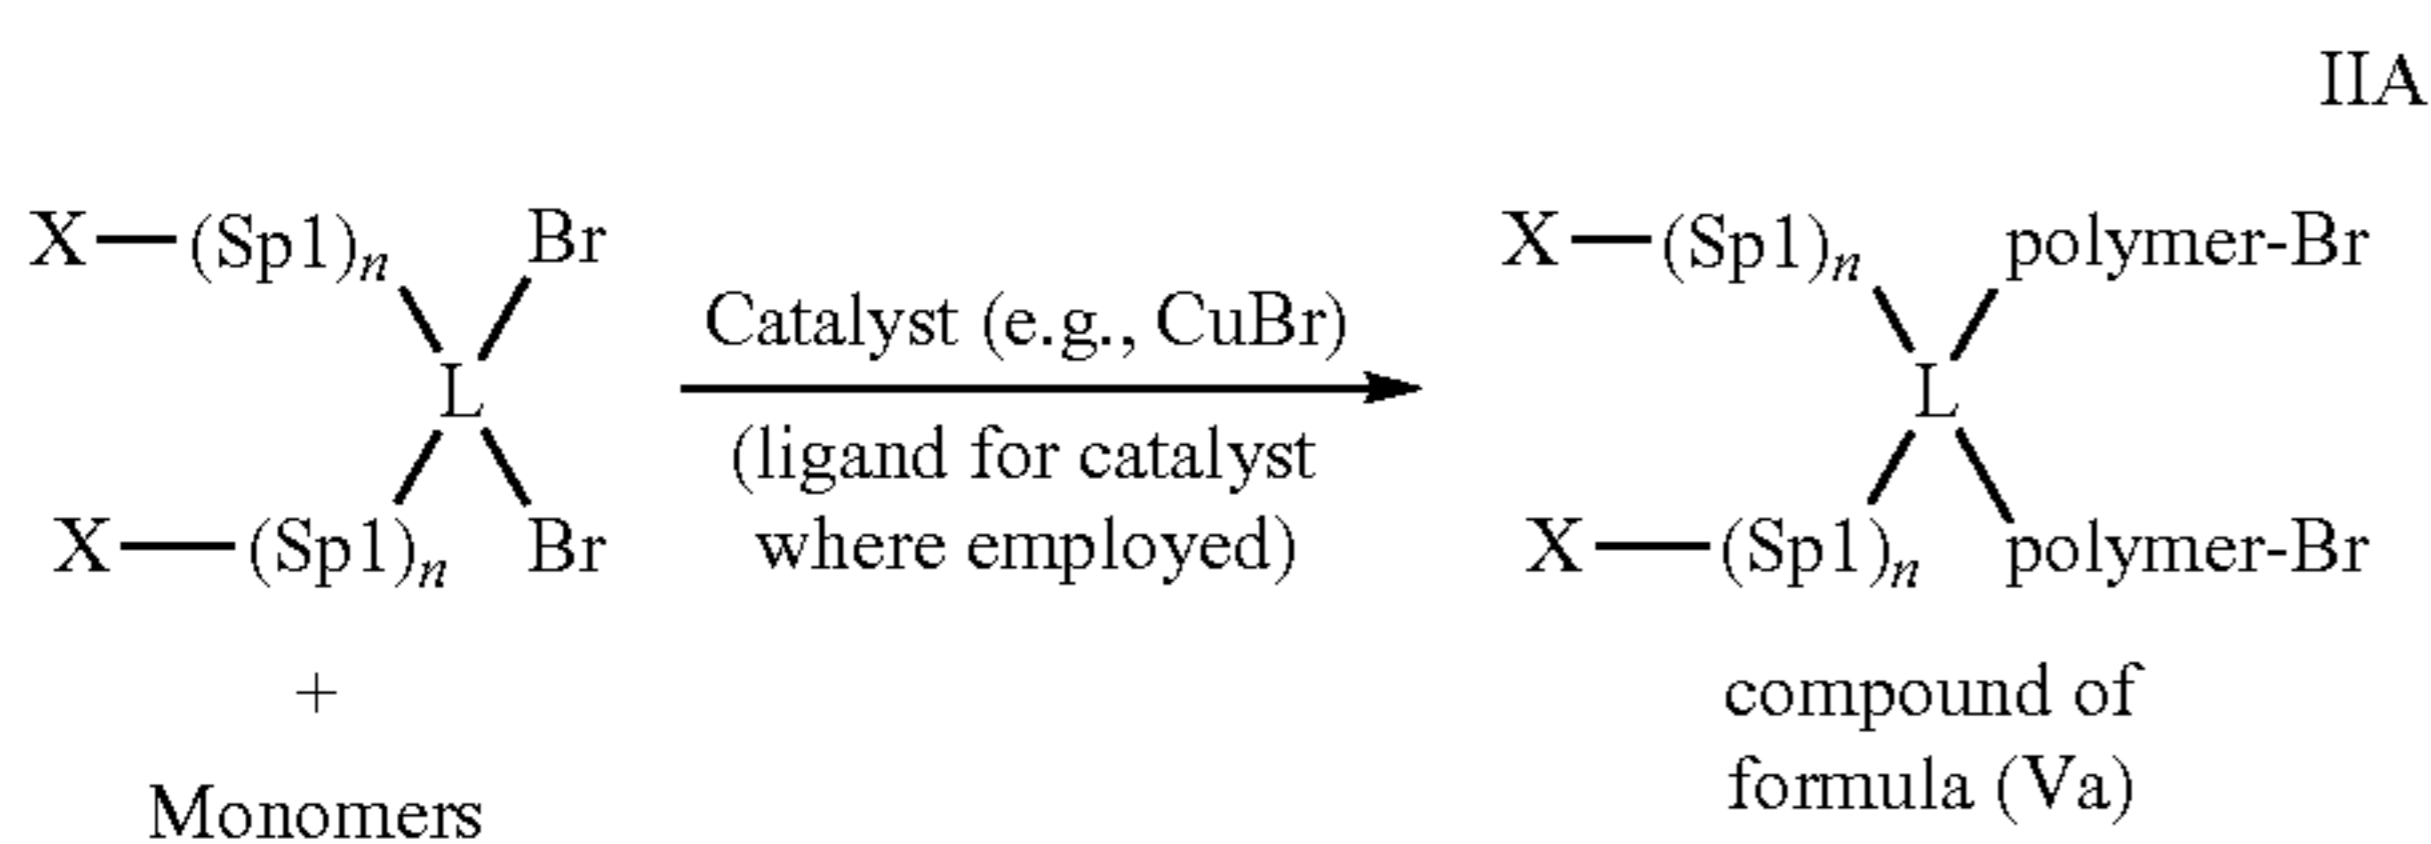 IIA
X—(Sp1)n Br
L
X—(Sp1)n Br
+
Monomers
Catalyst (e.g., CuBr)
(ligand for catalyst
where employed)
X—(Sp1)n polymer-Br
L
X—(Sp1)n polymer-Br
compound of
formula (Va)